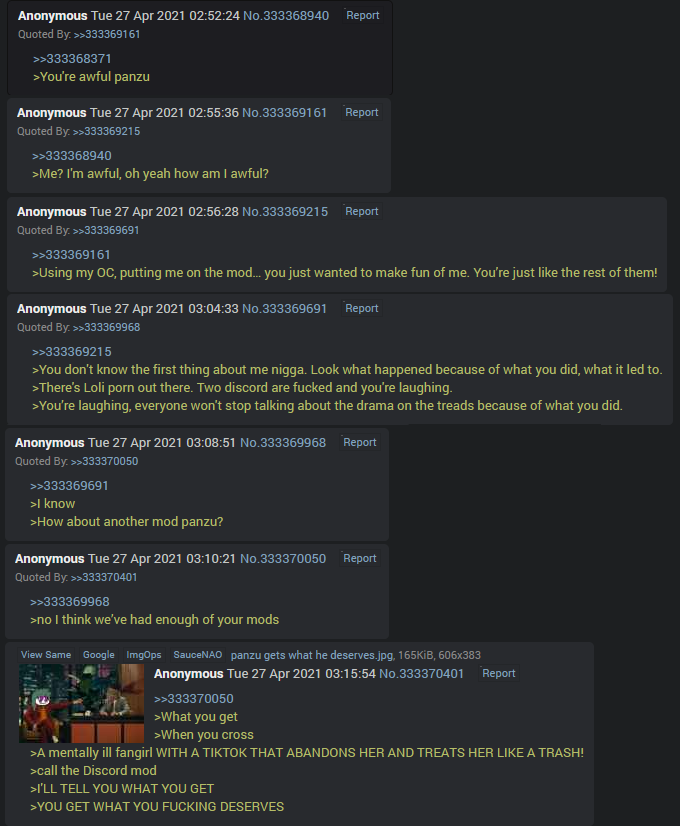 Anonymous Tue 27 Apr 2021 02:52:24 No.333368940 Report
Quoted By: >>333369161
>>333368371
>You're awful panzu
Anonymous Tue 27 Apr 2021 02:55:36 No.333369161 Report
Quoted By: >>333369215
>>333368940
>Me? I'm awful, oh yeah how am I awful?
Anonymous Tue 27 Apr 2021 02:56:28 No.333369215 Report
Quoted By: >>333369691
>>333369161
>Using my OC, putting me on the mod... you just wanted to make fun of me. You're just like the rest of them!
Anonymous Tue 27 Apr 2021 03:04:33 No.333369691 Report
Quoted By: >>333369968
>>333369215
>You don't know the first thing about me nigga. Look what happened because of what you did, what it led to.
>There's Loli porn out there. Two discord are fucked and you're laughing.
>You're laughing, everyone won't stop talking about the drama on the treads because of what you did.
Anonymous Tue 27 Apr 2021 03:08:51 No.333369968 Report
Quoted By: >>333370050
>>333369691
>I know
>How about another mod panzu?
Anonymous Tue 27 Apr 2021 03:10:21 No.333370050 Report
Quoted By: >>333370401
>>333369968
>no I think we've had enough of your mods
View Same Google ImgOps SauceNAO panzu gets what he deserves.jpg, 165KiB, 606x383
Anonymous Tue 27 Apr 2021 03:15:54 No.333370401 Report
>>333370050
>What you get
>When you cross
>A mentally ill fangirl WITH A TIKTOK THAT ABANDONS HER AND TREATS HER LIKE A TRASH!
>call the Discord mod
>I'LL TELL YOU WHAT YOU GET
>YOU GET WHAT YOU FUCKING DESERVES